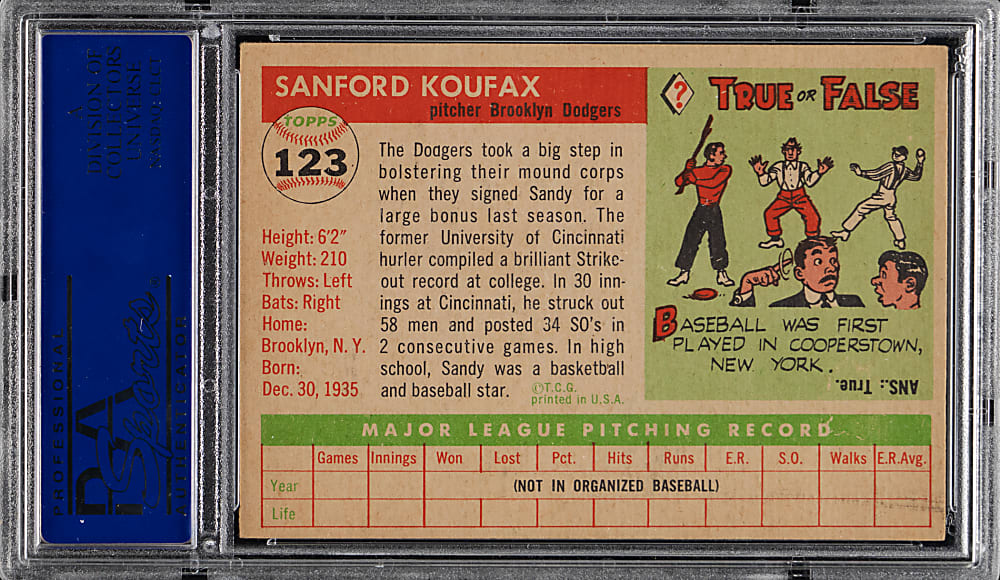 A
DIVISION OF
COLLECTORS
UNIVERSE
NASDAQ: CLCT
PROFESSIONAL
PSA
AUTHENTICATOR
SANFORD KOUFAX
pitcher Brooklyn Dodgers
TOPPS
123
Height: 6'2"
Weight: 210
Throws: Left
Bats: Right
Home:
Brooklyn, N. Y.
Born:
Dec. 30, 1935
The Dodgers took a big step in
bolstering their mound corps
when they signed Sandy for a
large bonus last season. The
former University of Cincinnati
hurler compiled a brilliant Strike-
out record at college. In 30 inn-
ings at Cincinnati, he struck out
58 men and posted 34 SO's in
2 consecutive games. In high
school, Sandy was a basketball
and baseball star.
©T.C.G.
printed in U.S.A.
?
TRUE OR FALSE
BASEBALL WAS FIRST
PLAYED IN COOPERSTOWN,
NEW YORK.
ANS.: True.
MAJOR LEAGUE PITCHING RECORD
Games Innings Won Lost Pct. Hits Runs E.R. S.O. Walks E.R.Avg.
Year (NOT IN ORGANIZED BASEBALL)
Life